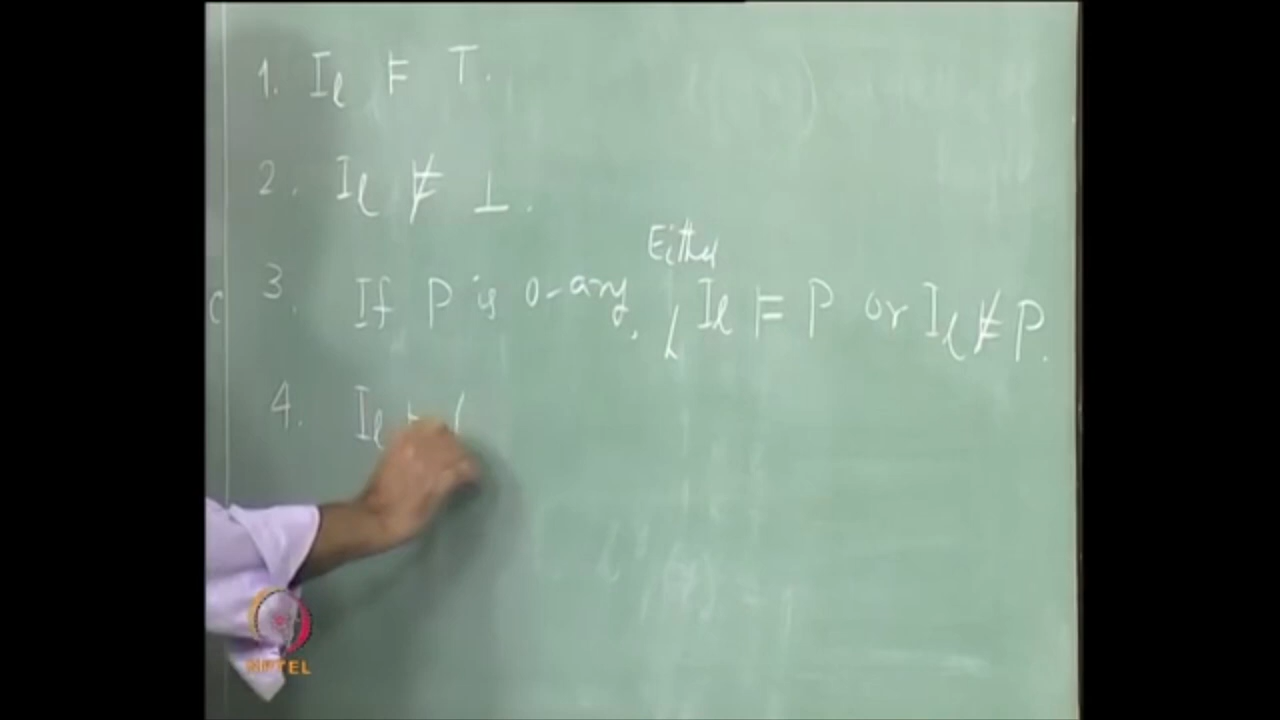 1. I_l ⊨ T.
2. I_l ⊭ ⊥.
Either
3. If P is 0-ary, I_l ⊨ P or I_l ⊭ P.
4. I_l
NPTEL